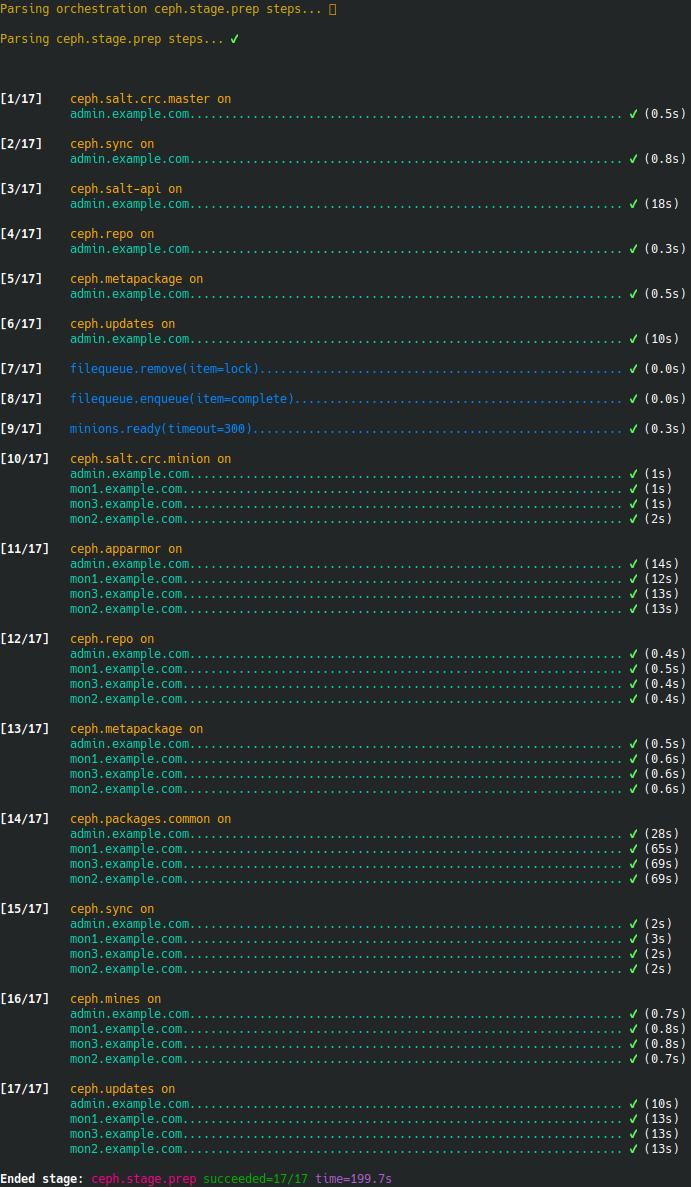 Parsing orchestration ceph.stage.prep steps... ▯
Parsing ceph.stage.prep steps... ✔
[1/17] ceph.salt.crc.master on
admin.example.com.............................................................. ✔ (0.5s)
[2/17] ceph.sync on
admin.example.com.............................................................. ✔ (0.8s)
[3/17] ceph.salt-api on
admin.example.com.............................................................. ✔ (18s)
[4/17] ceph.repo on
admin.example.com.............................................................. ✔ (0.3s)
[5/17] ceph.metapackage on
admin.example.com.............................................................. ✔ (0.5s)
[6/17] ceph.updates on
admin.example.com.............................................................. ✔ (10s)
[7/17] filequeue.remove(item=lock).................................................... ✔ (0.0s)
[8/17] filequeue.enqueue(item=complete)............................................... ✔ (0.0s)
[9/17] minions.ready(timeout=300)..................................................... ✔ (0.3s)
[10/17] ceph.salt.crc.minion on
admin.example.com.............................................................. ✔ (1s)
mon1.example.com............................................................... ✔ (1s)
mon3.example.com............................................................... ✔ (1s)
mon2.example.com............................................................... ✔ (2s)
[11/17] ceph.apparmor on
admin.example.com.............................................................. ✔ (14s)
mon1.example.com............................................................... ✔ (12s)
mon3.example.com............................................................... ✔ (13s)
mon2.example.com............................................................... ✔ (13s)
[12/17] ceph.repo on
admin.example.com.............................................................. ✔ (0.4s)
mon1.example.com............................................................... ✔ (0.5s)
mon3.example.com............................................................... ✔ (0.4s)
mon2.example.com............................................................... ✔ (0.4s)
[13/17] ceph.metapackage on
admin.example.com.............................................................. ✔ (0.5s)
mon1.example.com............................................................... ✔ (0.6s)
mon3.example.com............................................................... ✔ (0.6s)
mon2.example.com............................................................... ✔ (0.6s)
[14/17] ceph.packages.common on
admin.example.com.............................................................. ✔ (28s)
mon1.example.com............................................................... ✔ (65s)
mon3.example.com............................................................... ✔ (69s)
mon2.example.com............................................................... ✔ (69s)
[15/17] ceph.sync on
admin.example.com.............................................................. ✔ (2s)
mon1.example.com............................................................... ✔ (3s)
mon3.example.com............................................................... ✔ (2s)
mon2.example.com............................................................... ✔ (2s)
[16/17] ceph.mines on
admin.example.com.............................................................. ✔ (0.7s)
mon1.example.com............................................................... ✔ (0.8s)
mon3.example.com............................................................... ✔ (0.8s)
mon2.example.com............................................................... ✔ (0.7s)
[17/17] ceph.updates on
admin.example.com.............................................................. ✔ (10s)
mon1.example.com............................................................... ✔ (13s)
mon3.example.com............................................................... ✔ (13s)
mon2.example.com............................................................... ✔ (13s)
Ended stage: ceph.stage.prep succeeded=17/17 time=199.7s